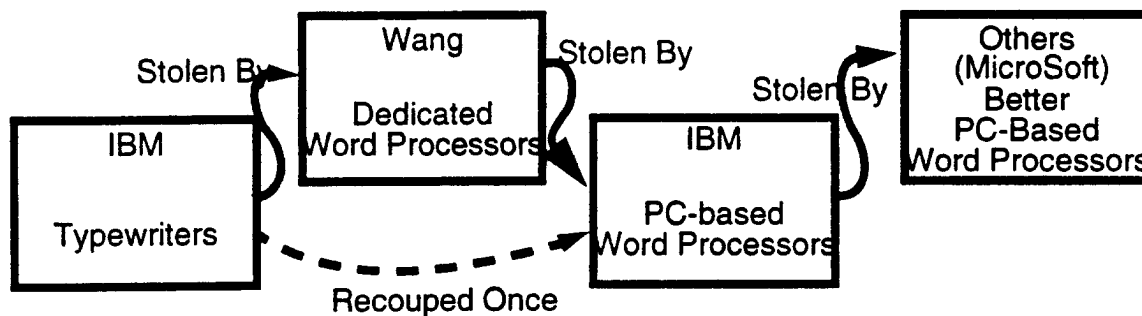 IBM
Typewriters
Stolen By
Wang
Dedicated
Word Processors
Stolen By
IBM
PC-based
Word Processors
Recouped Once
Stolen By
Others
(MicroSoft)
Better
PC-Based
Word Processors